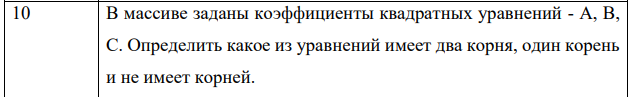 10 В массиве заданы коэффициенты квадратных уравнений - А, В,
С. Определить какое из уравнений имеет два корня, один корень
и не имеет корней.